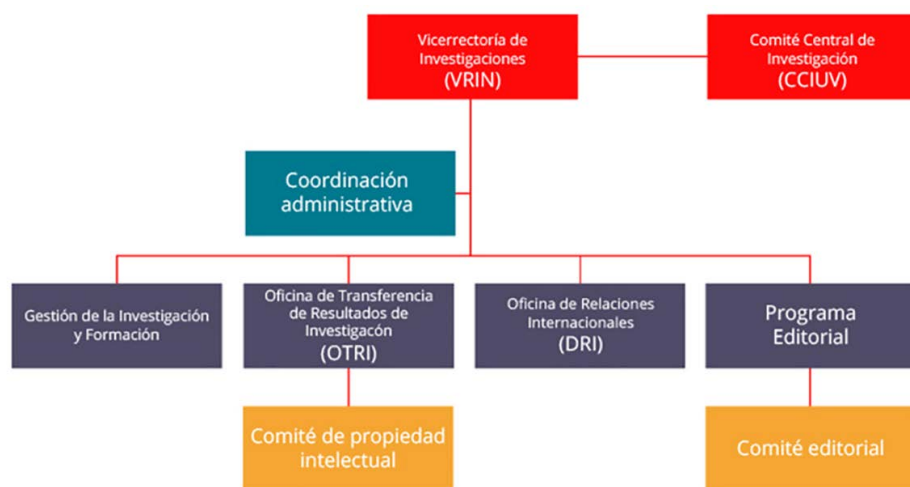 Vicerrectoría de
Investigaciones
(VRIN)
Comité Central de
Investigación
(CCIUV)
Coordinación
administrativa
Gestión de la Investigación
y Formación
Oficina de Transferencia
de Resultados de
Investigacón
(OTRI)
Oficina de Relaciones
Internacionales
(DRI)
Programa
Editorial
Comité de propiedad
intelectual
Comité editorial